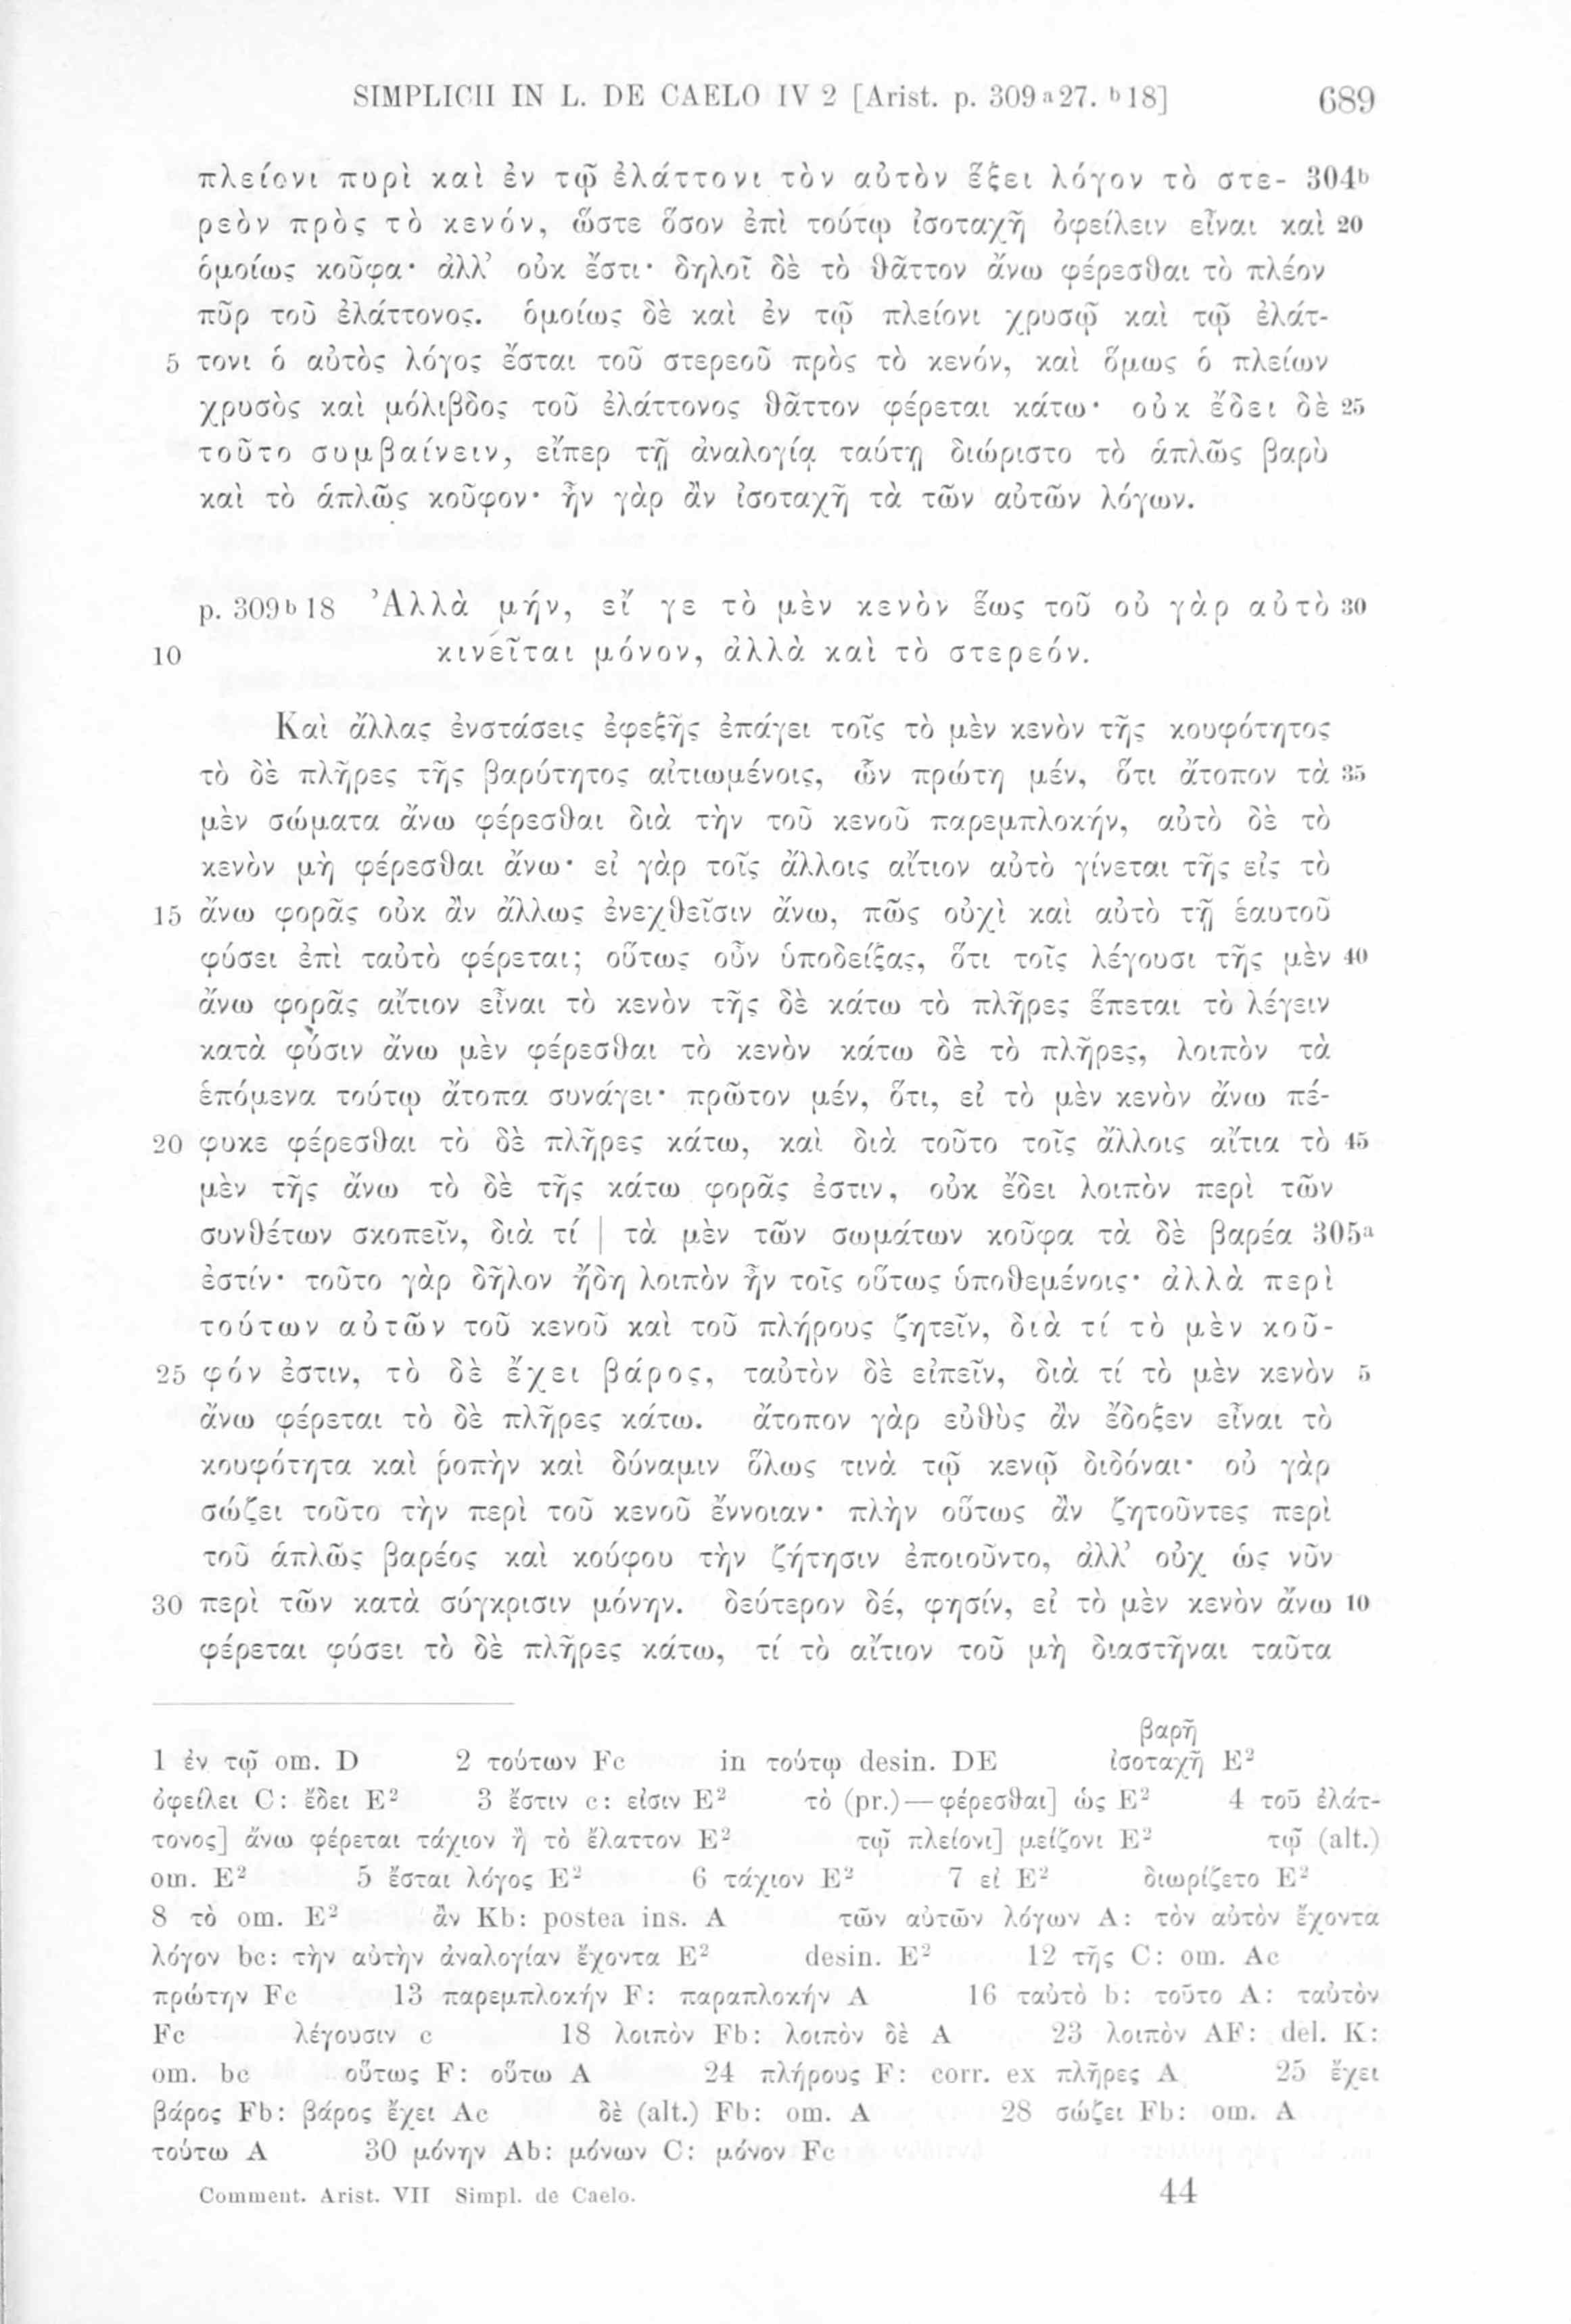 SIMPLICII IN L. DE CAELO IV 2 [Arist. p. 309ᵃ27. ᵇ18] 689
πλείονι πυρὶ καὶ ἐν τῷ ἐλάττονι τὸν αὐτὸν ἕξει λόγον τὸ στε- 304ᵇ
ρεὸν πρὸς τὸ κενόν, ὥστε ὅσον ἐπὶ τούτῳ ἰσοταχῆ ὀφείλειν εἶναι καὶ 20
ὁμοίως κοῦφα· ἀλλ’ οὐκ ἔστι· δηλοῖ δὲ τὸ θᾶττον ἄνω φέρεσθαι τὸ πλέον
πῦρ τοῦ ἐλάττονος. ὁμοίως δὲ καὶ ἐν τῷ πλείονι χρυσῷ καὶ τῷ ἐλάτ-
5 τονι ὁ αὐτὸς λόγος ἔσται τοῦ στερεοῦ πρὸς τὸ κενόν, καὶ ὅμως ὁ πλείων
χρυσὸς καὶ μόλιβδος τοῦ ἐλάττονος θᾶττον φέρεται κάτω· οὐκ ἔδει δὲ 25
τοῦτο συμβαίνειν, εἴπερ τῇ ἀναλογίᾳ ταύτῃ διώριστο τὸ ἁπλῶς βαρὺ
καὶ τὸ ἁπλῶς κοῦφον· ἦν γὰρ ἂν ἰσοταχῆ τὰ τῶν αὐτῶν λόγων.
p. 309ᵇ18 Ἀλλὰ μήν, εἴ γε τὸ μὲν κενὸν ἕως τοῦ οὐ γὰρ αὐτὸ 30
10 κινεῖται μόνον, ἀλλὰ καὶ τὸ στερεόν.
Καὶ ἄλλας ἐνστάσεις ἐφεξῆς ἐπάγει τοῖς τὸ μὲν κενὸν τῆς κουφότητος
τὸ δὲ πλῆρες τῆς βαρύτητος αἰτιωμένοις, ὧν πρώτη μέν, ὅτι ἄτοπον τὰ 35
μὲν σώματα ἄνω φέρεσθαι διὰ τὴν τοῦ κενοῦ παρεμπλοκήν, αὐτὸ δὲ τὸ
κενὸν μὴ φέρεσθαι ἄνω· εἰ γὰρ τοῖς ἄλλοις αἴτιον αὐτὸ γίνεται τῆς εἰς τὸ
15 ἄνω φορᾶς οὐκ ἂν ἄλλως ἐνεχθεῖσιν ἄνω, πῶς οὐχὶ καὶ αὐτὸ τῇ ἑαυτοῦ
φύσει ἐπὶ ταὐτὸ φέρεται; οὕτως οὖν ὑποδείξας, ὅτι τοῖς λέγουσι τῆς μὲν 40
ἄνω φορᾶς αἴτιον εἶναι τὸ κενὸν τῆς δὲ κάτω τὸ πλῆρες ἕπεται τὸ λέγειν
κατὰ φύσιν ἄνω μὲν φέρεσθαι τὸ κενὸν κάτω δὲ τὸ πλῆρες, λοιπὸν τὰ
ἑπόμενα τούτῳ ἄτοπα συνάγει· πρῶτον μέν, ὅτι, εἰ τὸ μὲν κενὸν ἄνω πέ-
20 φυκε φέρεσθαι τὸ δὲ πλῆρες κάτω, καὶ διὰ τοῦτο τοῖς ἄλλοις αἴτια τὸ 45
μὲν τῆς ἄνω τὸ δὲ τῆς κάτω φορᾶς ἐστιν, οὐκ ἔδει λοιπὸν περὶ τῶν
συνθέτων σκοπεῖν, διὰ τί | τὰ μὲν τῶν σωμάτων κοῦφα τὰ δὲ βαρέα 305ᵃ
ἐστίν· τοῦτο γὰρ δῆλον ἤδη λοιπὸν ἦν τοῖς οὕτως ὑποθεμένοις· ἀλλὰ περὶ
τούτων αὐτῶν τοῦ κενοῦ καὶ τοῦ πλήρους ζητεῖν, διὰ τί τὸ μὲν κοῦ-
25 φόν ἐστιν, τὸ δὲ ἔχει βάρος, ταὐτὸν δὲ εἰπεῖν, διὰ τί τὸ μὲν κενὸν 5
ἄνω φέρεται τὸ δὲ πλῆρες κάτω. ἄτοπον γὰρ εὐθὺς ἂν ἔδοξεν εἶναι τὸ
κουφότητα καὶ ῥοπὴν καὶ δύναμιν ὅλως τινὰ τῷ κενῷ διδόναι· οὐ γὰρ
σώζει τοῦτο τὴν περὶ τοῦ κενοῦ ἔννοιαν· πλὴν οὕτως ἂν ζητοῦντες περὶ
τοῦ ἁπλῶς βαρέος καὶ κούφου τὴν ζήτησιν ἐποιοῦντο, ἀλλ’ οὐχ ὡς νῦν
30 περὶ τῶν κατὰ σύγκρισιν μόνην. δεύτερον δέ, φησίν, εἰ τὸ μὲν κενὸν ἄνω 10
φέρεται φύσει τὸ δὲ πλῆρες κάτω, τί τὸ αἴτιον τοῦ μὴ διαστῆναι ταῦτα
βαρῆ
1 ἐν τῷ om. D 2 τούτων Fc in τούτῳ desin. DE ἰσοταχῆ E²
ὀφείλει C: ἔδει E² 3 ἔστιν c: εἰσιν E² τὸ (pr.)—φέρεσθαι] ὡς E² 4 τοῦ ἐλάτ-
τονος] ἄνω φέρεται τάχιον ἢ τὸ ἔλαττον E² τῷ πλείονι] μείζονι E² τῷ (alt.)
om. E² 5 ἔσται λόγος E² 6 τάχιον E² 7 εἰ E² διωρίζετο E²
8 τὸ om. E² ἂν Kb: postea ins. A τῶν αὐτῶν λόγων A: τὸν αὐτὸν ἔχοντα
λόγον bc: τὴν αὐτὴν ἀναλογίαν ἔχοντα E² desin. E² 12 τῆς C: om. Ac
πρώτην Fc 13 παρεμπλοκήν F: παραπλοκήν A 16 ταὐτὸ b: τοῦτο A: ταὐτὸν
Fc λέγουσιν c 18 λοιπὸν Fb: λοιπὸν δὲ A 23 λοιπὸν AF: del. K:
om. bc οὕτως F: οὕτω A 24 πλήρους F: corr. ex πλῆρες A 25 ἔχει
βάρος Fb: βάρος ἔχει Ac δὲ (alt.) Fb: om. A 28 σώζει Fb: om. A
τούτω A 30 μόνην Ab: μόνων C: μόνον Fc
Comment. Arist. VII Simpl. de Caelo. 44